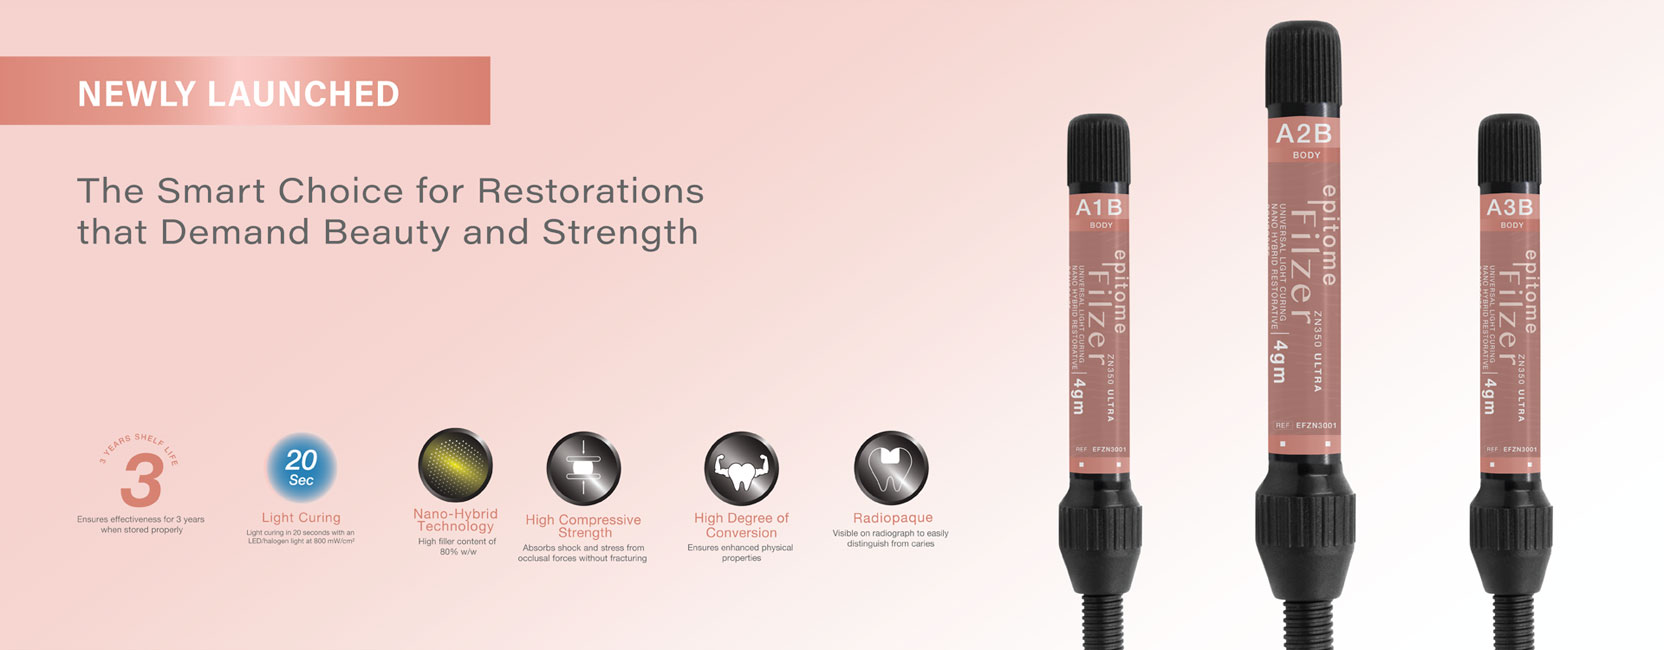 NEWLY LAUNCHED
The Smart Choice for Restorations
that Demand Beauty and Strength
3 YEARS SHELF LIFE
3
Ensures effectiveness for 3 years
when stored properly
20
Sec
Light Curing
Light curing in 20 seconds with an
LED/halogen light at 800 mW/cm²
Nano-Hybrid
Technology
High filler content of
80% w/w
High Compressive
Strength
Absorbs shock and stress from
occlusal forces without fracturing
High Degree of
Conversion
Ensures enhanced physical
properties
Radiopaque
Visible on radiograph to easily
distinguish from caries
A1B
BODY
epitome
Filzer
ZN350 ULTRA
UNIVERSAL LIGHT CURING
NANO HYBRID RESTORATIVE
4gm
REF EFZN3001
A2B
BODY
epitome
Filzer
ZN350 ULTRA
UNIVERSAL LIGHT CURING
NANO HYBRID RESTORATIVE
4gm
REF EFZN3001
A3B
BODY
epitome
Filzer
ZN350 ULTRA
UNIVERSAL LIGHT CURING
NANO HYBRID RESTORATIVE
4gm
REF EFZN3001